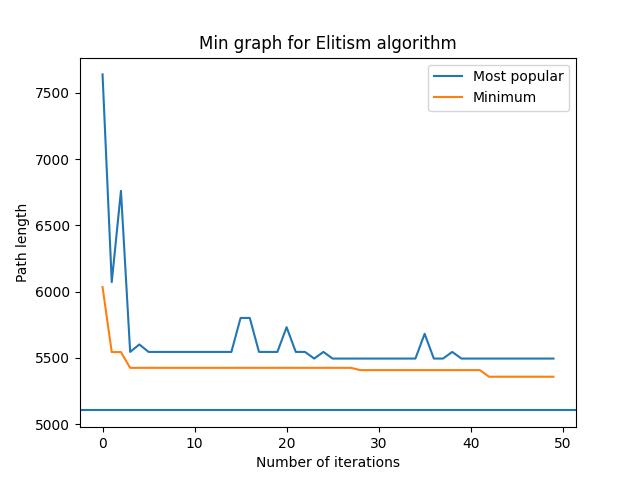 Min graph for Elitism algorithm
Most popular
Minimum
7500
7000
6500
6000
5500
5000
Path length
0 10 20 30 40 50
Number of iterations